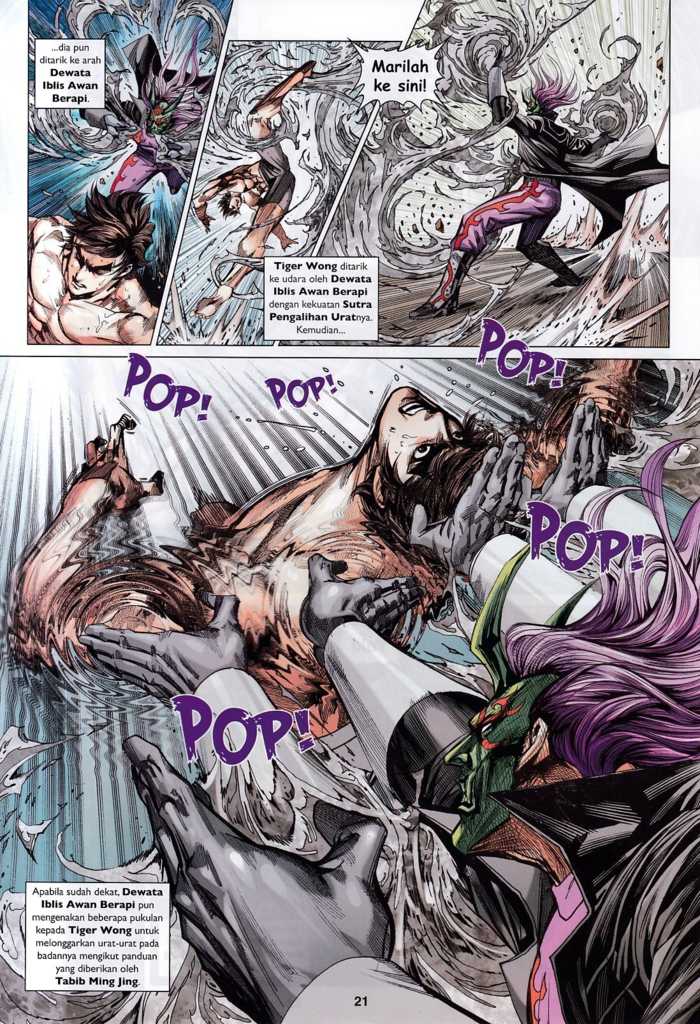 ...dia pun
ditarik ke arah
Dewata
Iblis Awan
Berapi.
Marilah
ke sini!
Tiger Wong ditarik
ke udara oleh Dewata
Iblis Awan Berapi
dengan kekuatan Sutra
Pengalihan Uratnya.
Kemudian...
POP!
POP!
POP!
POP!
POP!
Apabila sudah dekat, Dewata
Iblis Awan Berapi pun
mengenakan beberapa pukulan
kepada Tiger Wong untuk
melonggarkan urat-urat pada
badannya mengikut panduan
yang diberikan oleh
Tabib Ming Jing.
21